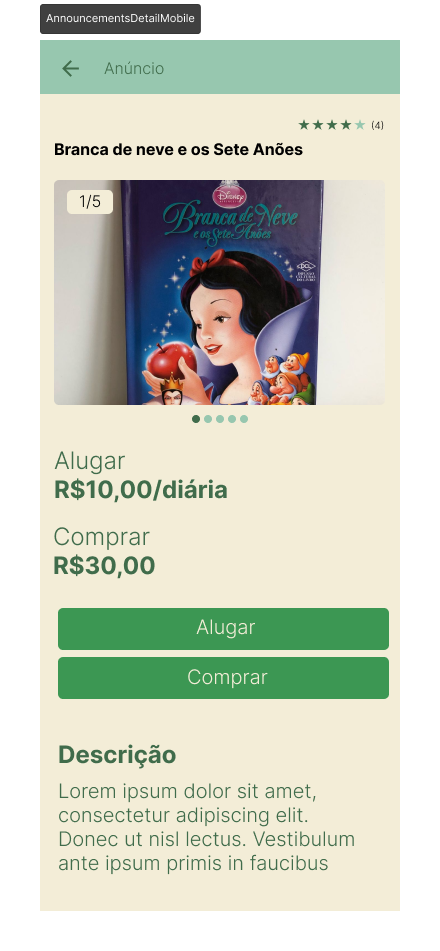 AnnouncementsDetailMobile
Anúncio
★★★★★ (4)
Branca de neve e os Sete Anões
1/5
Disney
Branca de Neve
e os Sete Anões
DCL
Alugar
R$10,00/diária
Comprar
R$30,00
Alugar
Comprar
Descrição
Lorem ipsum dolor sit amet,
consectetur adipiscing elit.
Donec ut nisl lectus. Vestibulum
ante ipsum primis in faucibus